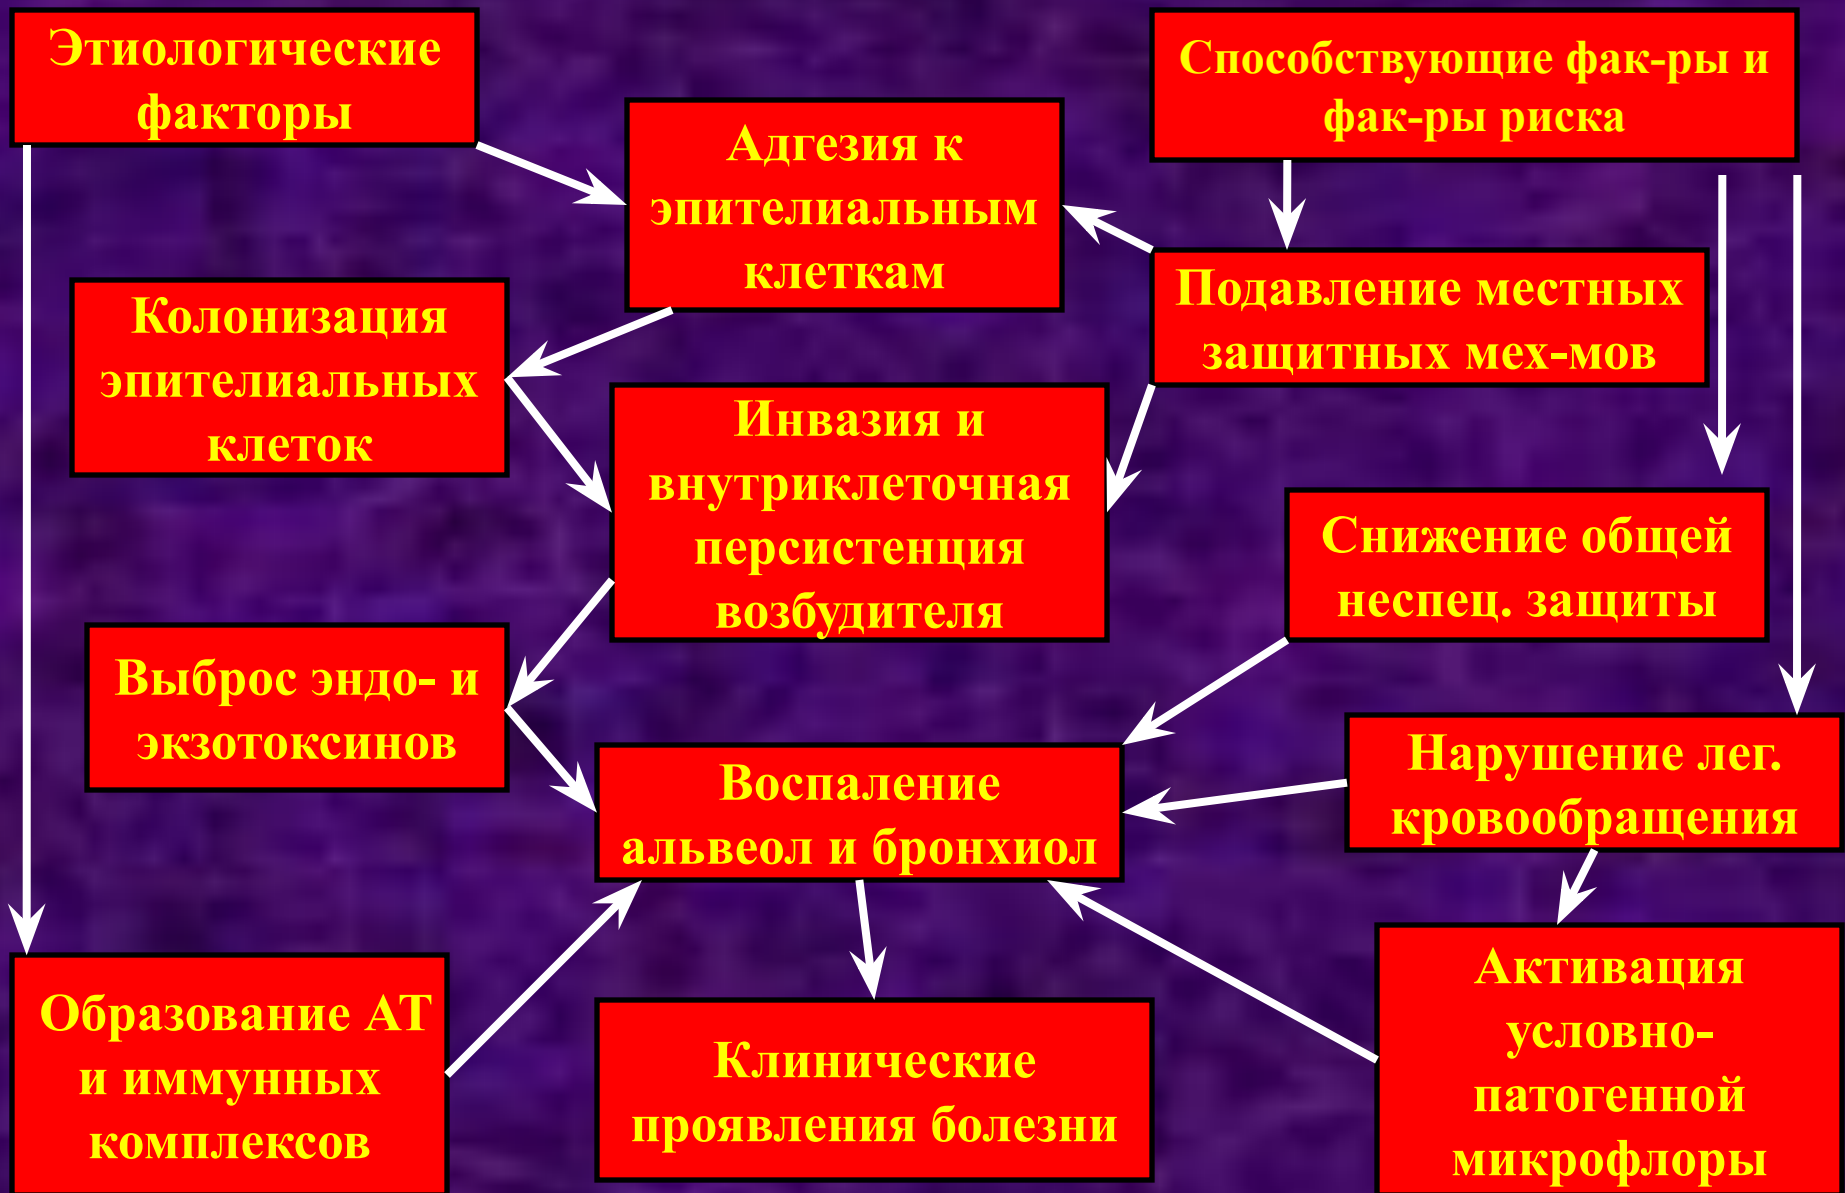 Этиологические
факторы
Способствующие фак-ры и
фак-ры риска
Адгезия к
эпителиальным
клеткам
Подавление местных
защитных мех-мов
Колонизация
эпителиальных
клеток
Инвазия и
внутриклеточная
персистенция
возбудителя
Снижение общей
неспец. защиты
Выброс эндо- и
экзотоксинов
Воспаление
альвеол и бронхиол
Нарушение лег.
кровообращения
Образование АТ
и иммунных
комплексов
Клинические
проявления болезни
Активация
условно-
патогенной
микрофлоры